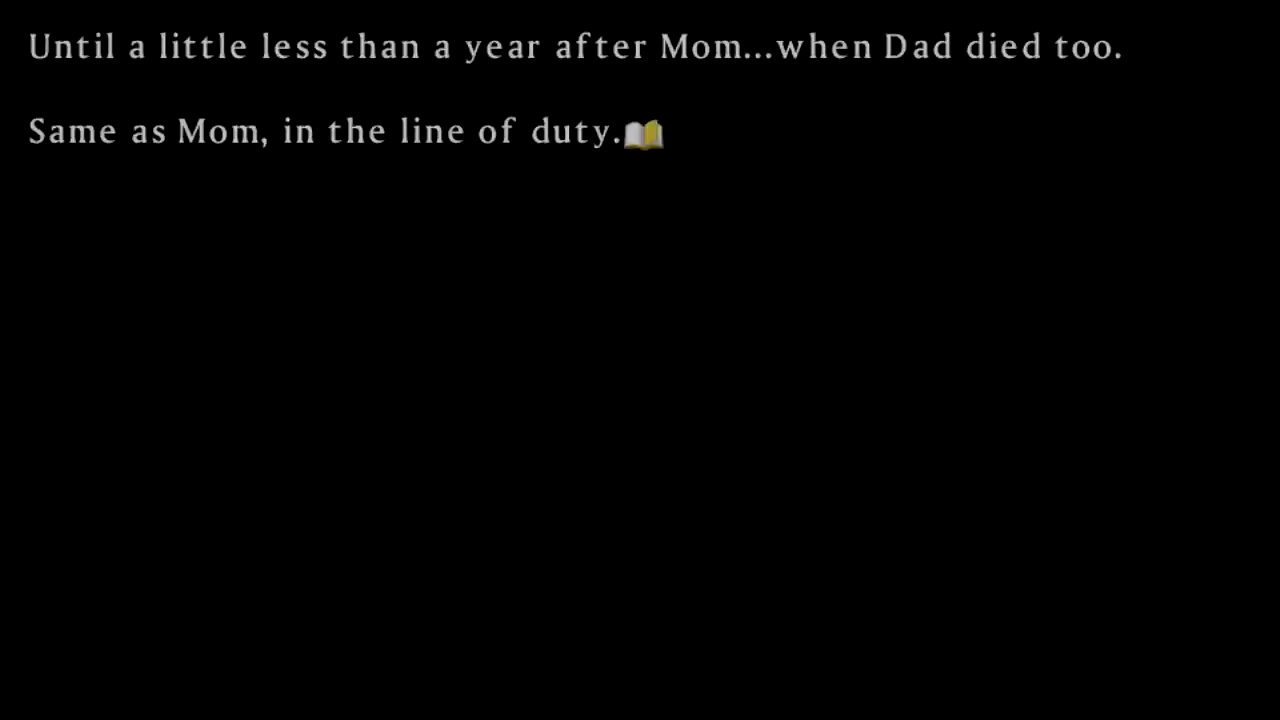 Until a little less than a year after Mom...when Dad died too.
Same as Mom, in the line of duty.